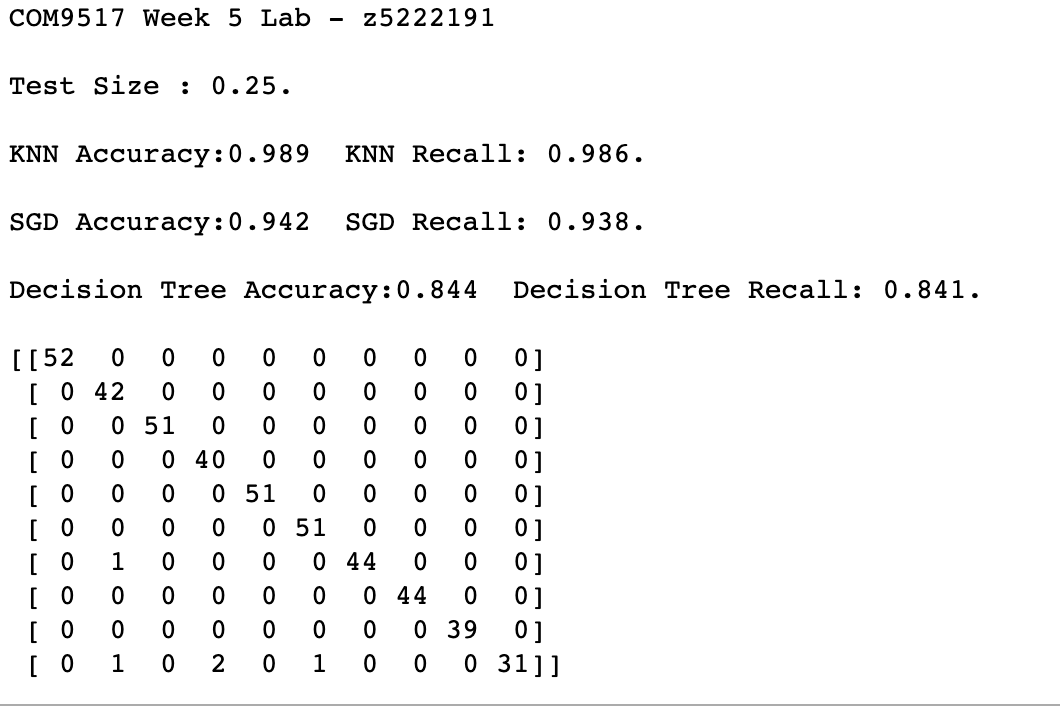 COM9517 Week 5 Lab - z5222191
Test Size : 0.25.
KNN Accuracy:0.989  KNN Recall: 0.986.
SGD Accuracy:0.942  SGD Recall: 0.938.
Decision Tree Accuracy:0.844  Decision Tree Recall: 0.841.
[[52  0  0  0  0  0  0  0  0  0]
 [ 0 42  0  0  0  0  0  0  0  0]
 [ 0  0 51  0  0  0  0  0  0  0]
 [ 0  0  0 40  0  0  0  0  0  0]
 [ 0  0  0  0 51  0  0  0  0  0]
 [ 0  0  0  0  0 51  0  0  0  0]
 [ 0  1  0  0  0  0 44  0  0  0]
 [ 0  0  0  0  0  0  0 44  0  0]
 [ 0  0  0  0  0  0  0  0 39  0]
 [ 0  1  0  2  0  1  0  0  0 31]]